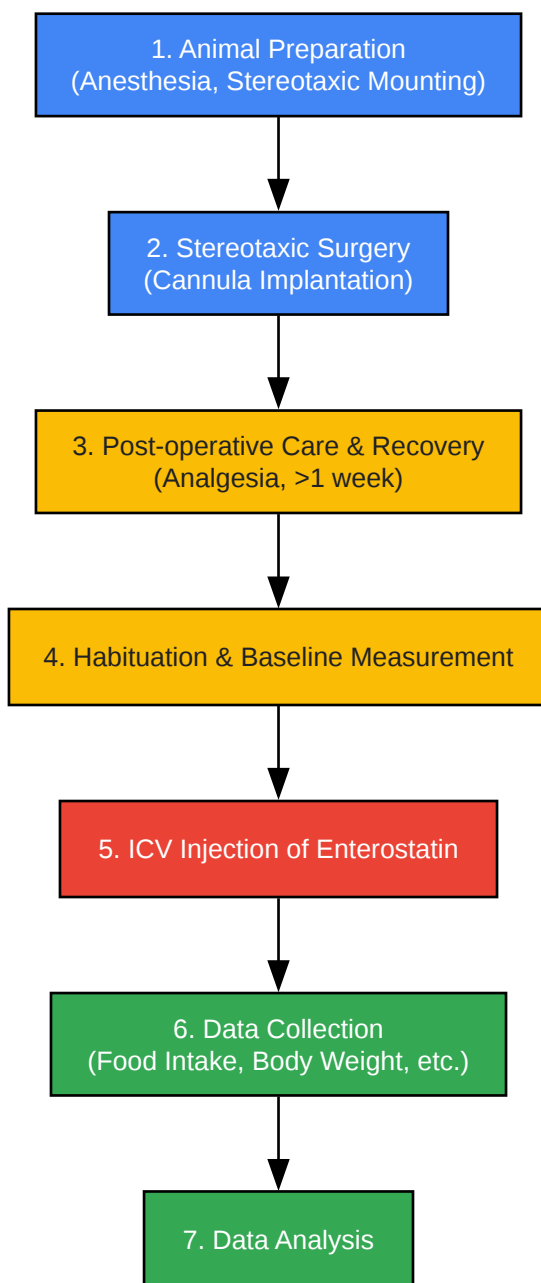 1. Animal Preparation
(Anesthesia, Stereotaxic Mounting)
2. Stereotaxic Surgery
(Cannula Implantation)
3. Post-operative Care & Recovery
(Analgesia, >1 week)
4. Habituation & Baseline Measurement
5. ICV Injection of Enterostatin
6. Data Collection
(Food Intake, Body Weight, etc.)
7. Data Analysis